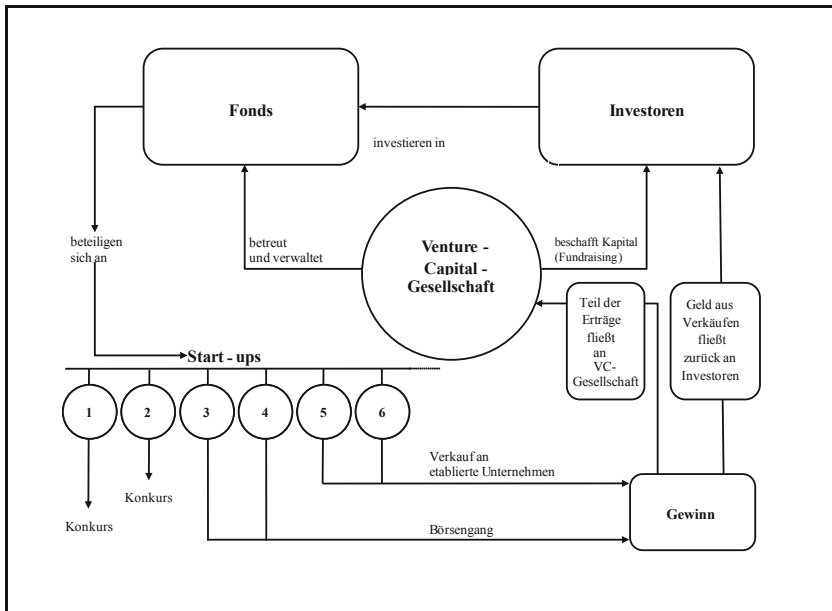 Fonds
Investoren
investieren in
beteiligen
sich an
betreut
und verwaltet
Venture -
Capital -
Gesellschaft
beschafft Kapital
(Fundraising )
Teil der
Erträge
fließt
an
VC-
Gesellschaft
Geld aus
Verkäufen
fließt
zurück an
Investoren
Start - ups
1
2
3
4
5
6
Verkauf an
etablierte Unternehmen
Konkurs
Konkurs
Börsengang
Gewinn